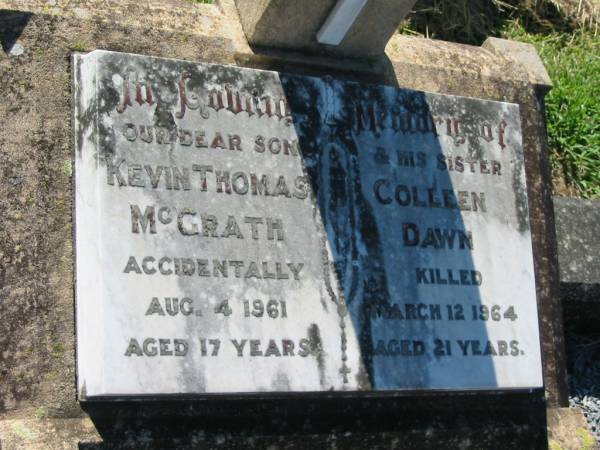 In Loving Memory of
OUR DEAR SON
KEVIN THOMAS
MCGRATH
ACCIDENTALLY
AUG. 4 1961
AGED 17 YEARS
& HIS SISTER
COLLEEN
DAWN
KILLED
MARCH 12 1964
AGED 21 YEARS.